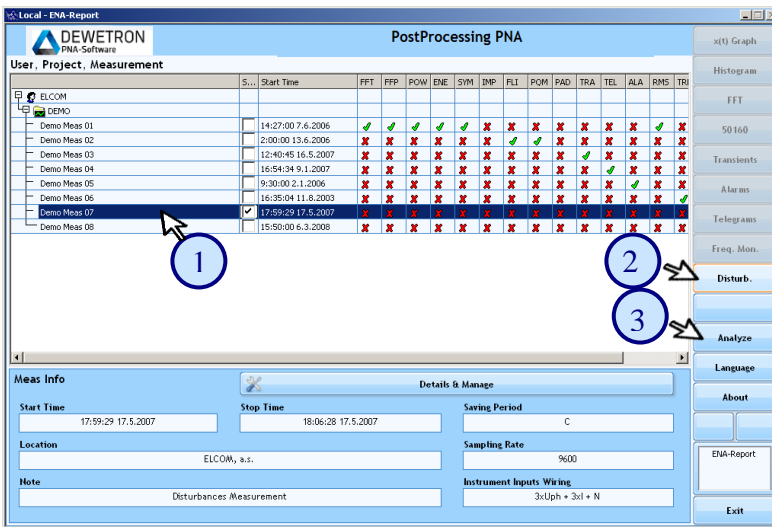 Local - ENA-Report
DEWETRON
PNA-Software
PostProcessing PNA
User, Project, Measurement
S... Start Time FFT FFP POW ENE SYM IMP FLI PQM PAD TRA TEL ALA RMS TRI
ELCOM
DEMO
Demo Meas 01 14:27:00 7.6.2006
Demo Meas 02 2:00:00 13.6.2006
Demo Meas 03 12:40:45 16.5.2007
Demo Meas 04 16:54:34 9.1.2007
Demo Meas 05 9:30:00 2.1.2006
Demo Meas 06 16:35:04 11.8.2003
Demo Meas 07 17:59:29 17.5.2007
Demo Meas 08 15:50:00 6.3.2008
1
2
3
x(t) Graph
Histogram
FFT
50160
Transients
Alarms
Telegrams
Freq. Mon.
Disturb.
Analyze
Language
About
ENA-Report
Exit
Meas Info
Details & Manage
Start Time Stop Time Saving Period
17:59:29 17.5.2007 18:06:28 17.5.2007 C
Location Sampling Rate
ELCOM, a.s. 9600
Note Instrument Inputs Wiring
Disturbances Measurement 3xUph + 3xI + N